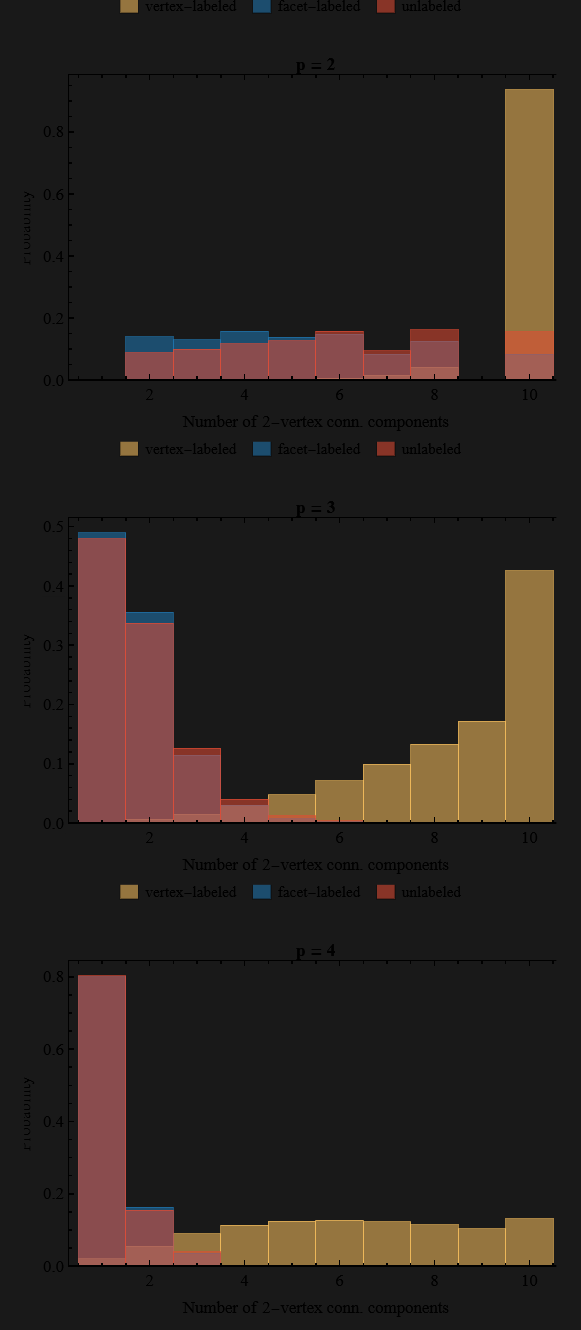 vertex−labeled facet−labeled unlabeled
p = 2
0.8
0.6
0.4
0.2
0.0
Probability
2 4 6 8 10
Number of 2−vertex conn. components
vertex−labeled facet−labeled unlabeled
p = 3
0.5
0.4
0.3
0.2
0.1
0.0
Probability
2 4 6 8 10
Number of 2−vertex conn. components
vertex−labeled facet−labeled unlabeled
p = 4
0.8
0.6
0.4
0.2
0.0
Probability
2 4 6 8 10
Number of 2−vertex conn. components